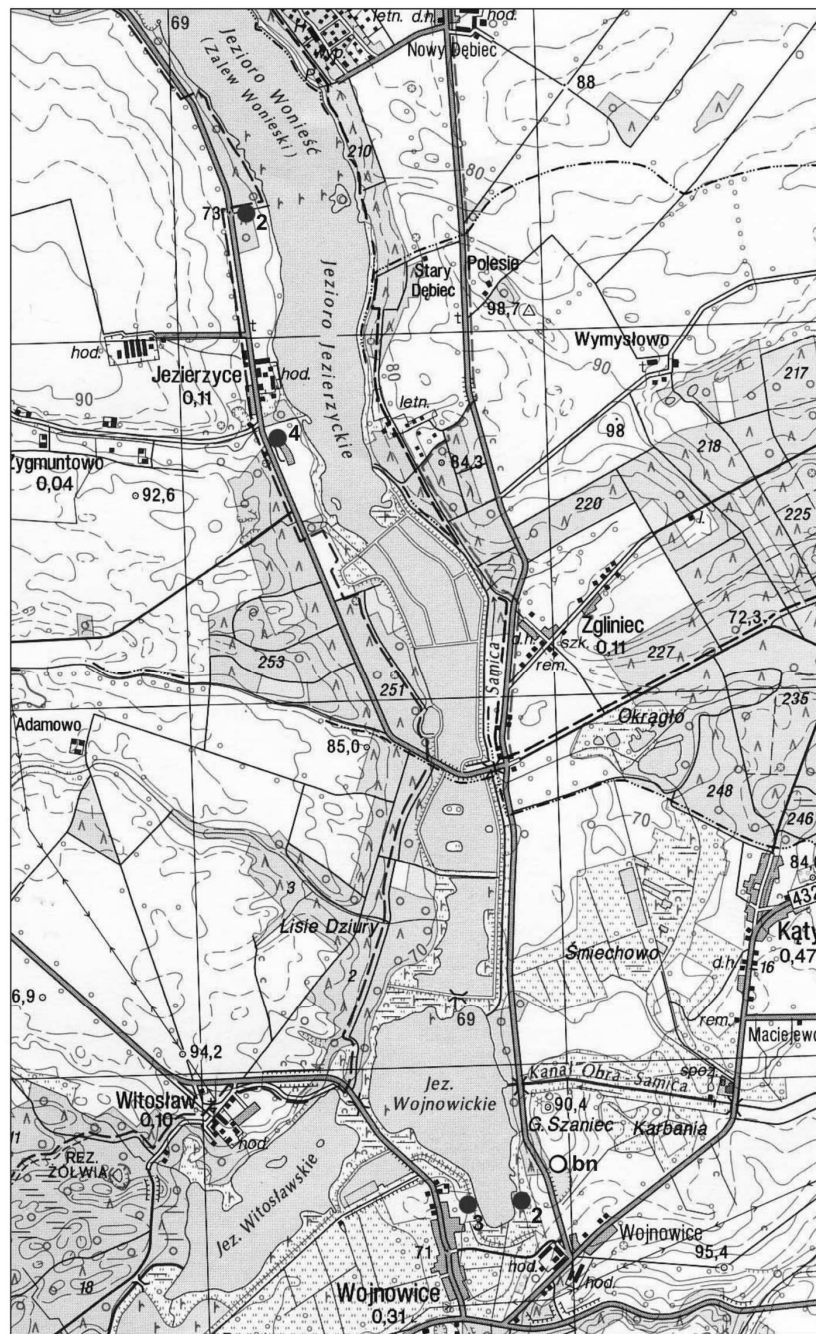 69
letn. d.h.
hod.
Nowy Dębiec
Jezioro Wonieść
(Zalew Wonieski)
p.
88
210
80
73
2
Stary
Dębiec
Polesie
98,7
Wymysłowo
hod.
Jezierzyce
0,11
hod.
90
80
90
217
Jezioro Jezierzyckie
letn.
98
218
4
84,3
Zygmuntowo
0,04
92,6
220
l.
225
Zgliniec
0,11
d.h.
szk.
rem.
72,3
227
Samica
253
251
Okrągło
235
Adamowo
85,0
248
246
70
84,0
432
3
Lisie Dziury
70
2
Śmiechowo
Kąty
0,47
d.h.
16
6,9
69
rem.
Maciejewo
94,2
Jez.
Wojnowickie
Kanał Obra-Samica
spoż.
Witosław
0,10
90,4
G. Szaniec
Karbania
11
REZ.
ŻÓŁWIA
hod.
bn
Jez. Witosławskie
3
2
Wojnowice
71
95,4
hod.
hod.
18
Wojnowice
0,31